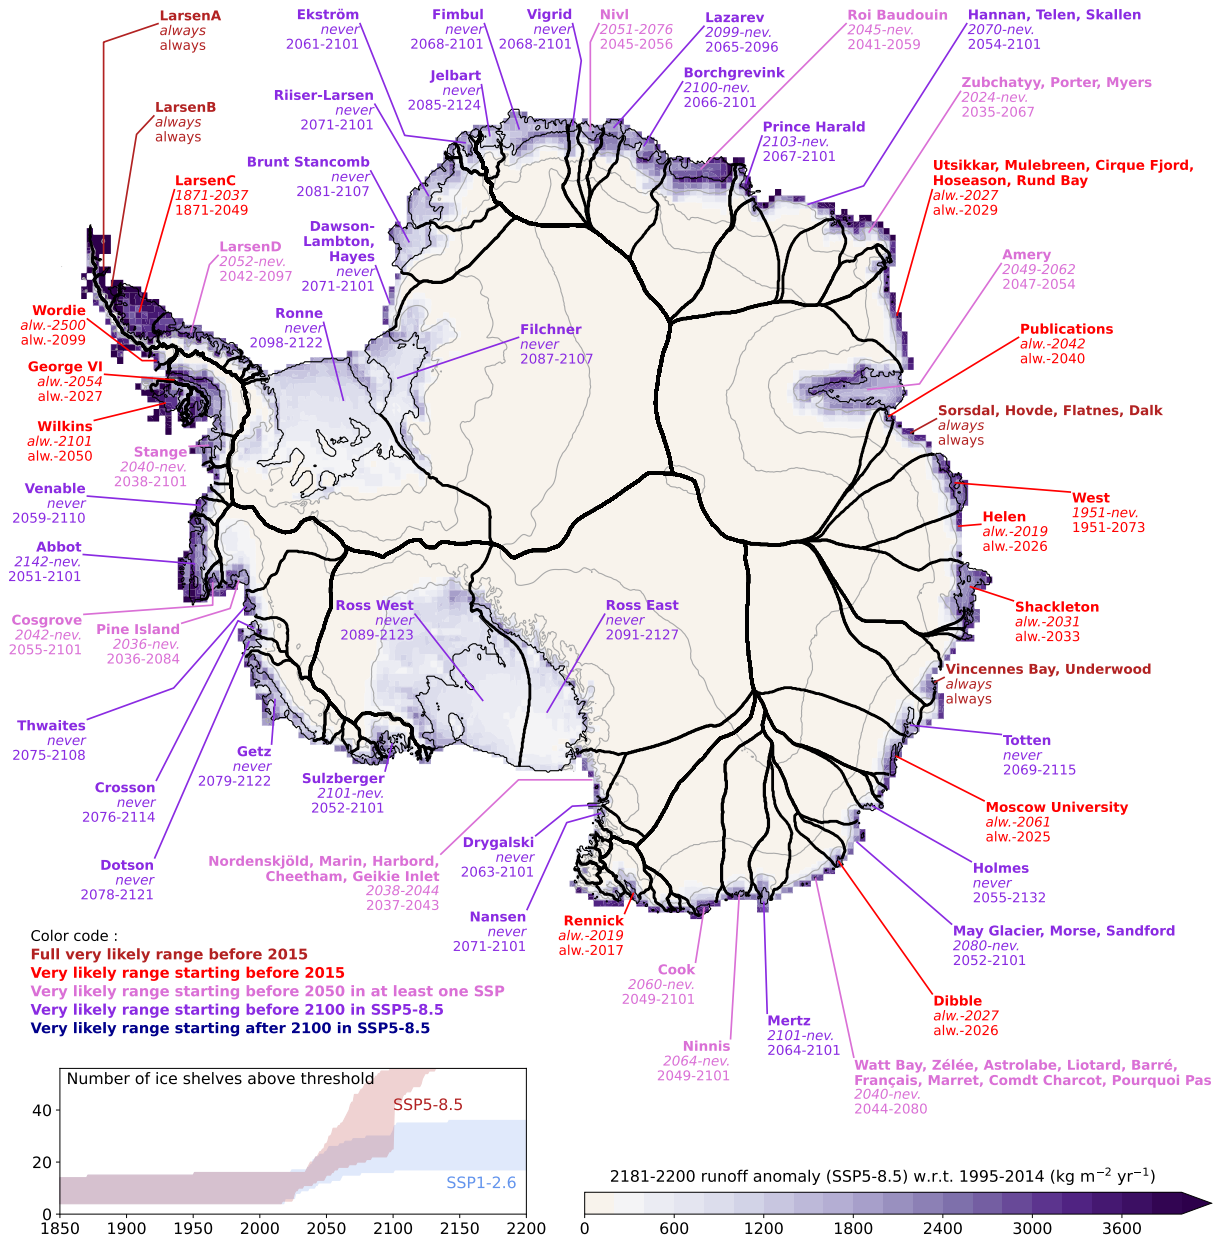 LarsenA
always
always
Ekström
never
2061-2101
Fimbul
never
2068-2101
Vigrid
never
2068-2101
Nivl
2051-2076
2045-2056
Lazarev
2099-nev.
2065-2096
Roi Baudouin
2045-nev.
2041-2059
Hannan, Telen, Skallen
2070-nev.
2054-2101
Jelbart
never
2085-2124
Borchgrevink
2100-nev.
2066-2101
Zubchatyy, Porter, Myers
2024-nev.
2035-2067
LarsenB
always
always
Riiser-Larsen
never
2071-2101
Prince Harald
2103-nev.
2067-2101
Brunt Stancomb
never
2081-2107
Utsikkar, Mulebreen, Cirque Fjord,
Hoseason, Rund Bay
alw.-2027
alw.-2029
LarsenC
1871-2037
1871-2049
LarsenD
2052-nev.
2042-2097
Dawson-
Lambton,
Hayes
never
2071-2101
Amery
2049-2062
2047-2054
Wordie
alw.-2500
alw.-2099
Ronne
never
2098-2122
Filchner
never
2087-2107
Publications
alw.-2042
alw.-2040
George VI
alw.-2054
alw.-2027
Wilkins
alw.-2101
alw.-2050
Sorsdal, Hovde, Flatnes, Dalk
always
always
Stange
2040-nev.
2038-2101
Venable
never
2059-2110
West
1951-nev.
1951-2073
Helen
alw.-2019
alw.-2026
Abbot
2142-nev.
2051-2101
Ross West
never
2089-2123
Ross East
never
2091-2127
Shackleton
alw.-2031
alw.-2033
Cosgrove
2042-nev.
2055-2101
Pine Island
2036-nev.
2036-2084
Vincennes Bay, Underwood
always
always
Thwaites
never
2075-2108
Getz
never
2079-2122
Totten
never
2069-2115
Crosson
never
2076-2114
Sulzberger
2101-nev.
2052-2101
Moscow University
alw.-2061
alw.-2025
Drygalski
never
2063-2101
Dotson
never
2078-2121
Nordenskjöld, Marin, Harbord,
Cheetham, Geikie Inlet
2038-2044
2037-2043
Holmes
never
2055-2132
Nansen
never
2071-2101
Rennick
alw.-2019
alw.-2017
May Glacier, Morse, Sandford
2080-nev.
2052-2101
Color code :
Full very likely range before 2015
Very likely range starting before 2015
Very likely range starting before 2050 in at least one SSP
Very likely range starting before 2100 in SSP5-8.5
Very likely range starting after 2100 in SSP5-8.5
Cook
2060-nev.
2049-2101
Dibble
alw.-2027
alw.-2026
Mertz
2101-nev.
2064-2101
Ninnis
2064-nev.
2049-2101
Watt Bay, Zélée, Astrolabe, Liotard, Barré,
Français, Marret, Comdt Charcot, Pourquoi Pas
2040-nev.
2044-2080
Number of ice shelves above threshold
SSP5-8.5
SSP1-2.6
40
20
0
1850 1900 1950 2000 2050 2100 2150 2200
2181-2200 runoff anomaly (SSP5-8.5) w.r.t. 1995-2014 (kg m⁻² yr⁻¹)
0 600 1200 1800 2400 3000 3600